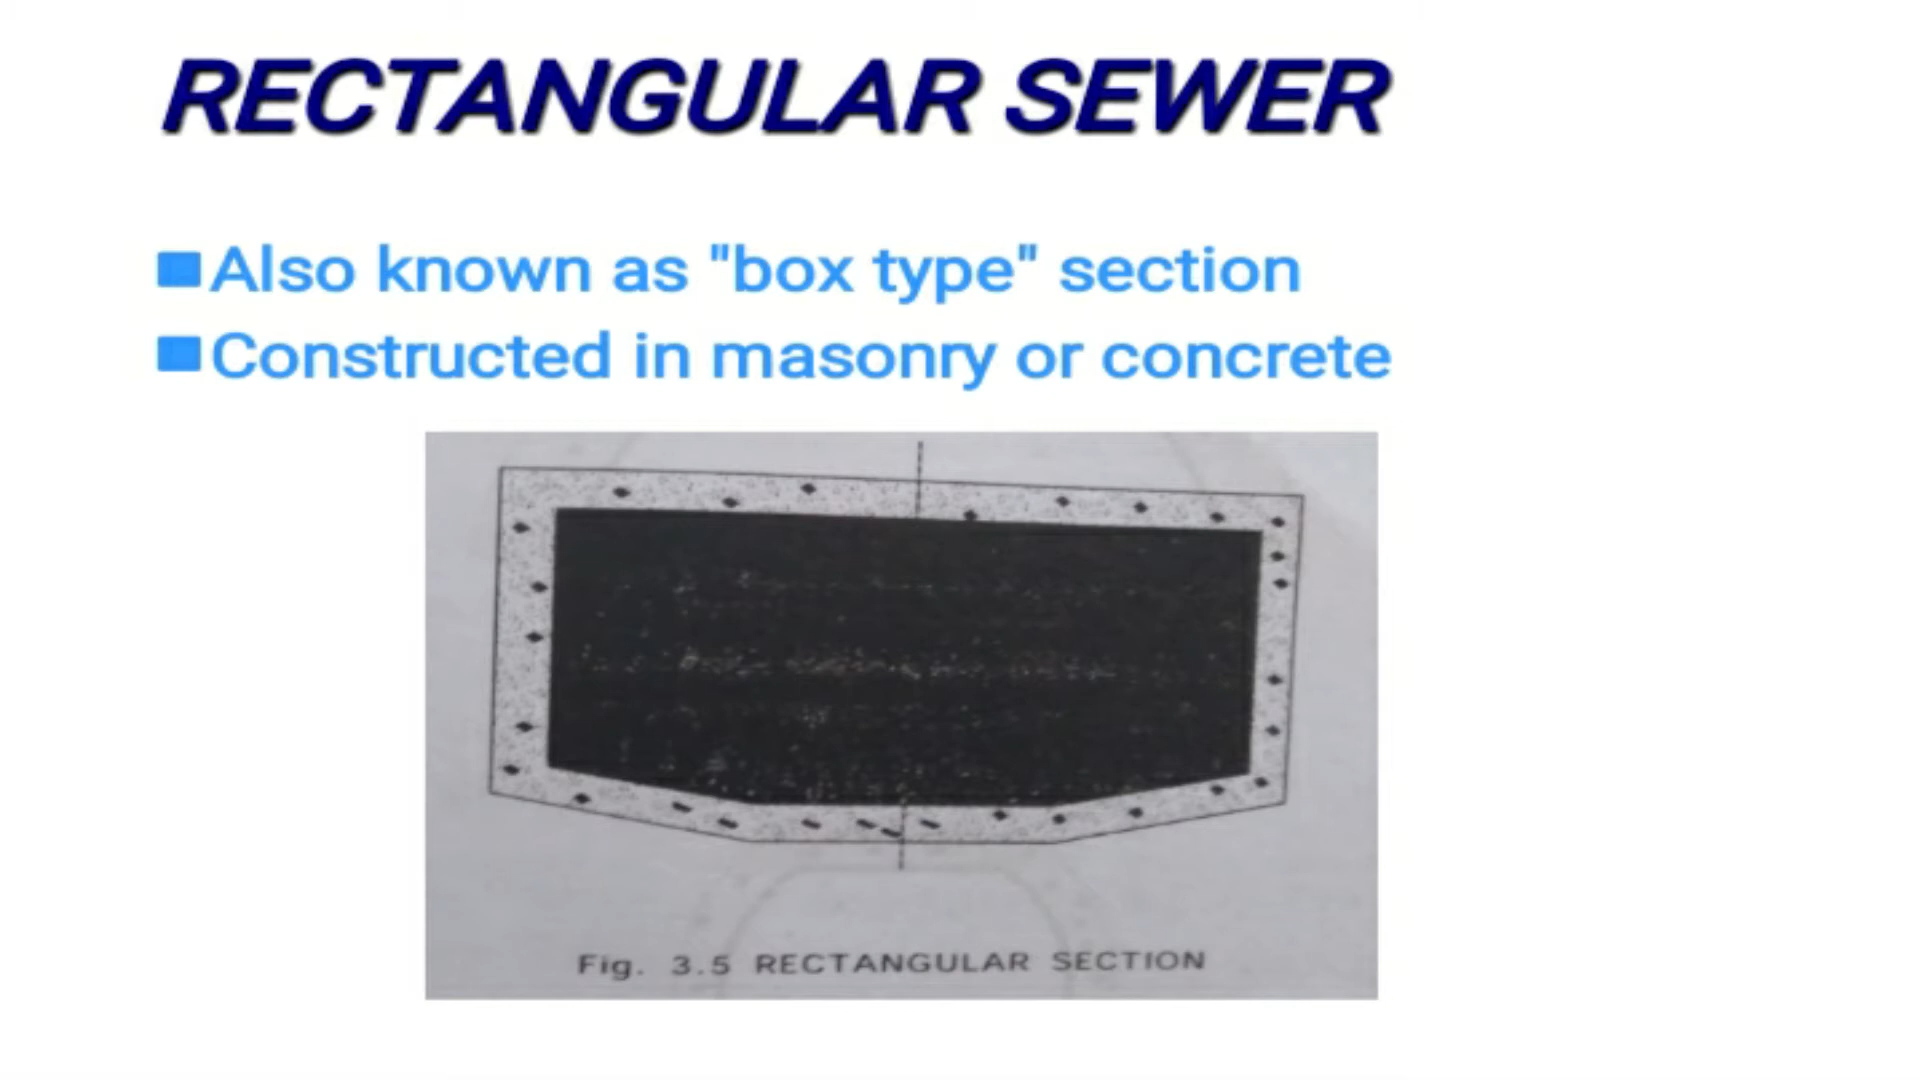 RECTANGULAR SEWER
Also known as "box type" section
Constructed in masonry or concrete
Fig. 3.5 RECTANGULAR SECTION